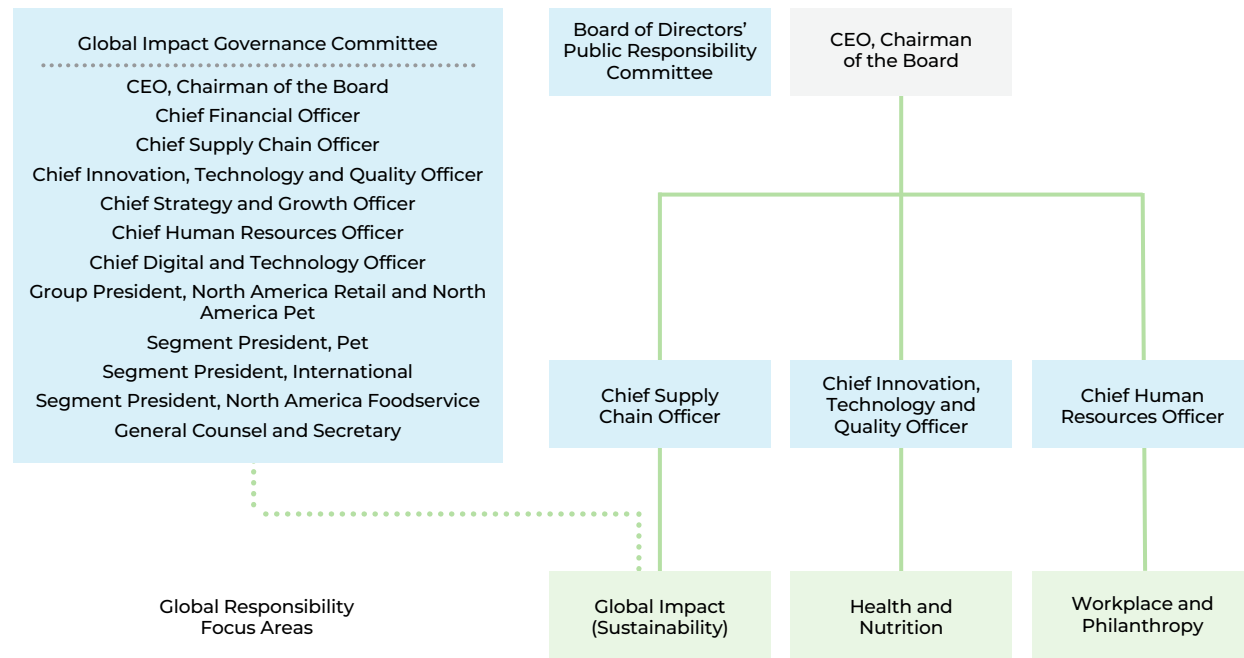 Global Impact Governance Committee
CEO, Chairman of the Board
Chief Financial Officer
Chief Supply Chain Officer
Chief Innovation, Technology and Quality Officer
Chief Strategy and Growth Officer
Chief Human Resources Officer
Chief Digital and Technology Officer
Group President, North America Retail and North
America Pet
Segment President, Pet
Segment President, International
Segment President, North America Foodservice
General Counsel and Secretary
Board of Directors’
Public Responsibility
Committee
CEO, Chairman
of the Board
Chief Supply
Chain Officer
Chief Innovation,
Technology and
Quality Officer
Chief Human
Resources Officer
Global Responsibility
Focus Areas
Global Impact
(Sustainability)
Health and
Nutrition
Workplace and
Philanthropy